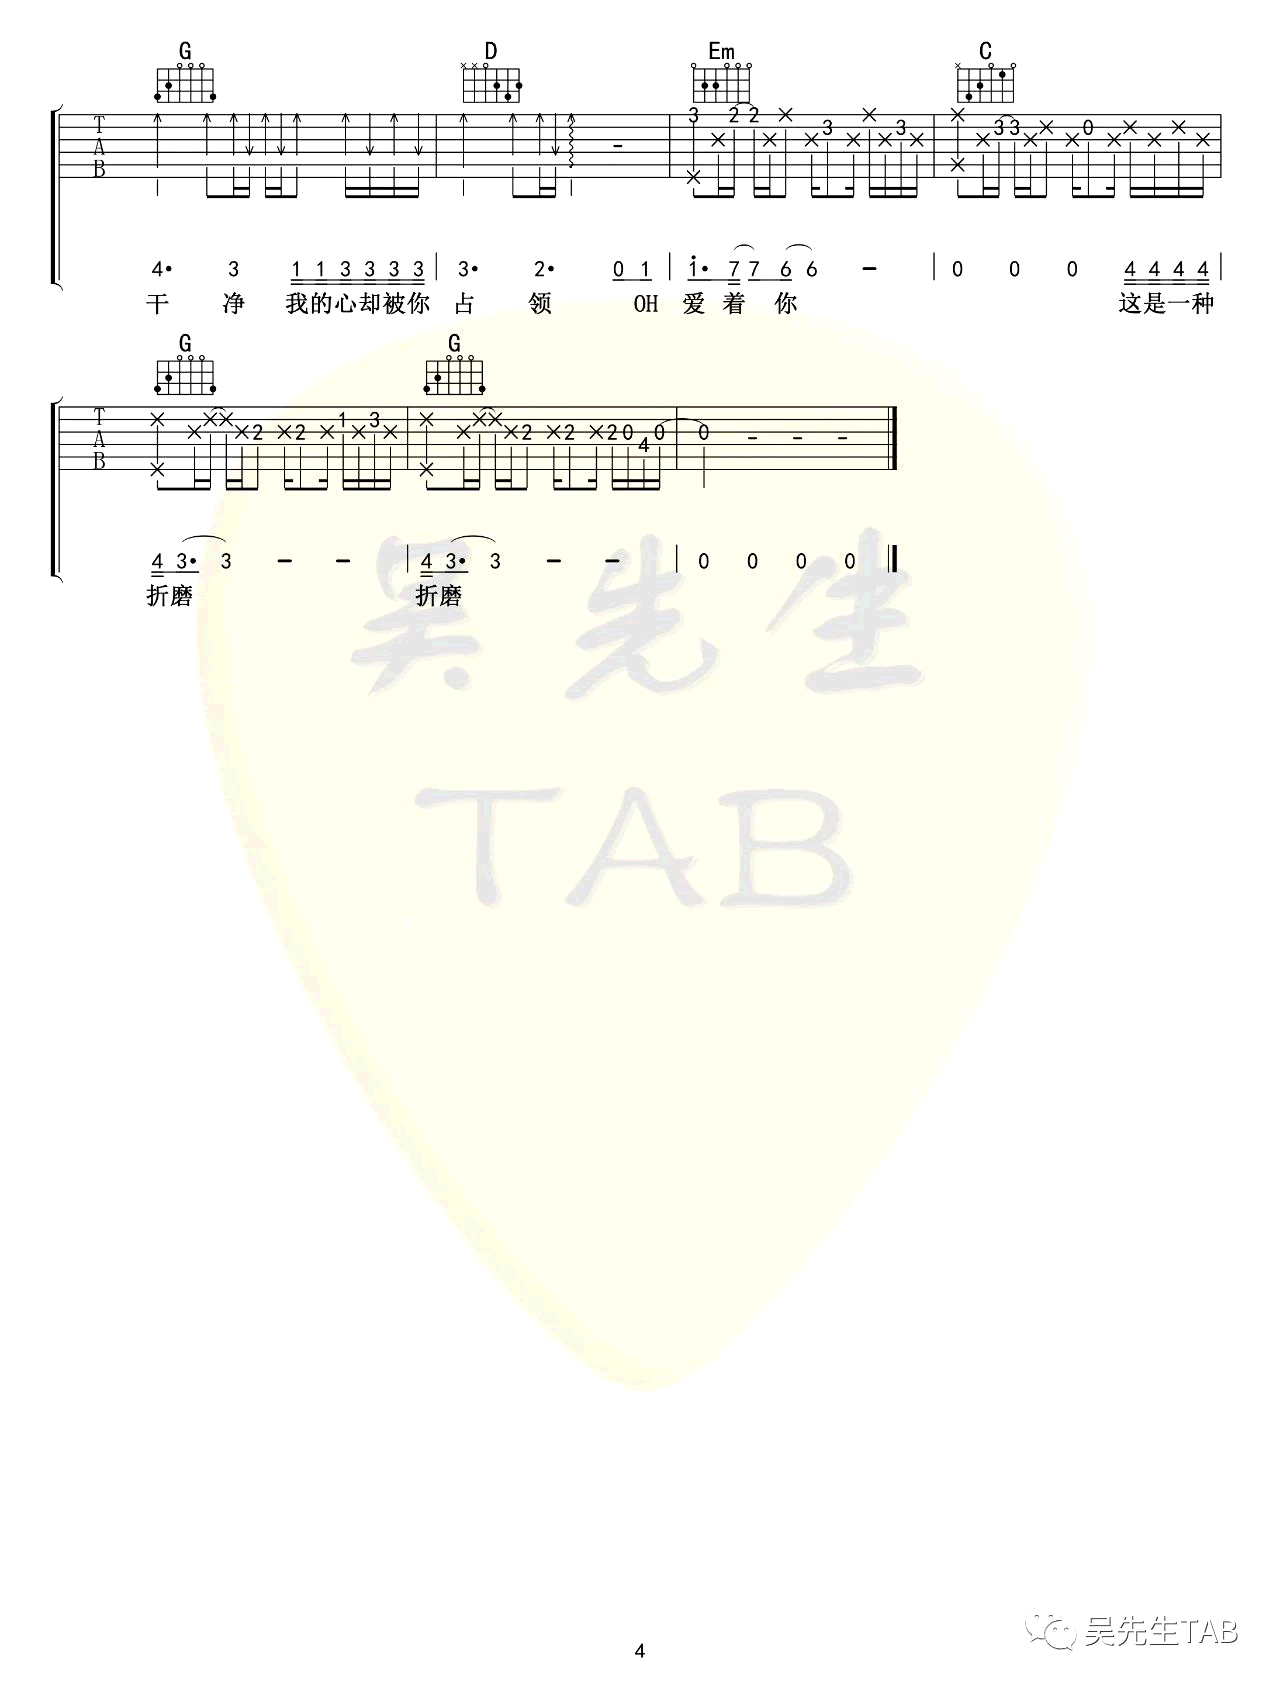 G D Em C
T 3 2 2 3 3 3 3 0
A
B
4• 3 1 1 3 3 3 3 | 3• 2• 0 1 | 1• 7 7 6 6 − | 0 0 0 4 4 4 4 |
干 净 我的心却被你 占 领 OH 爱 着 你 这是一种
G G
T 1 3
A 2 2 2 2 2 0 4 0 0 - - -
B
4 3• 3 − − | 4 3• 3 − − | 0 0 0 0
折磨 折磨
吴先生
TAB
吴先生TAB
4